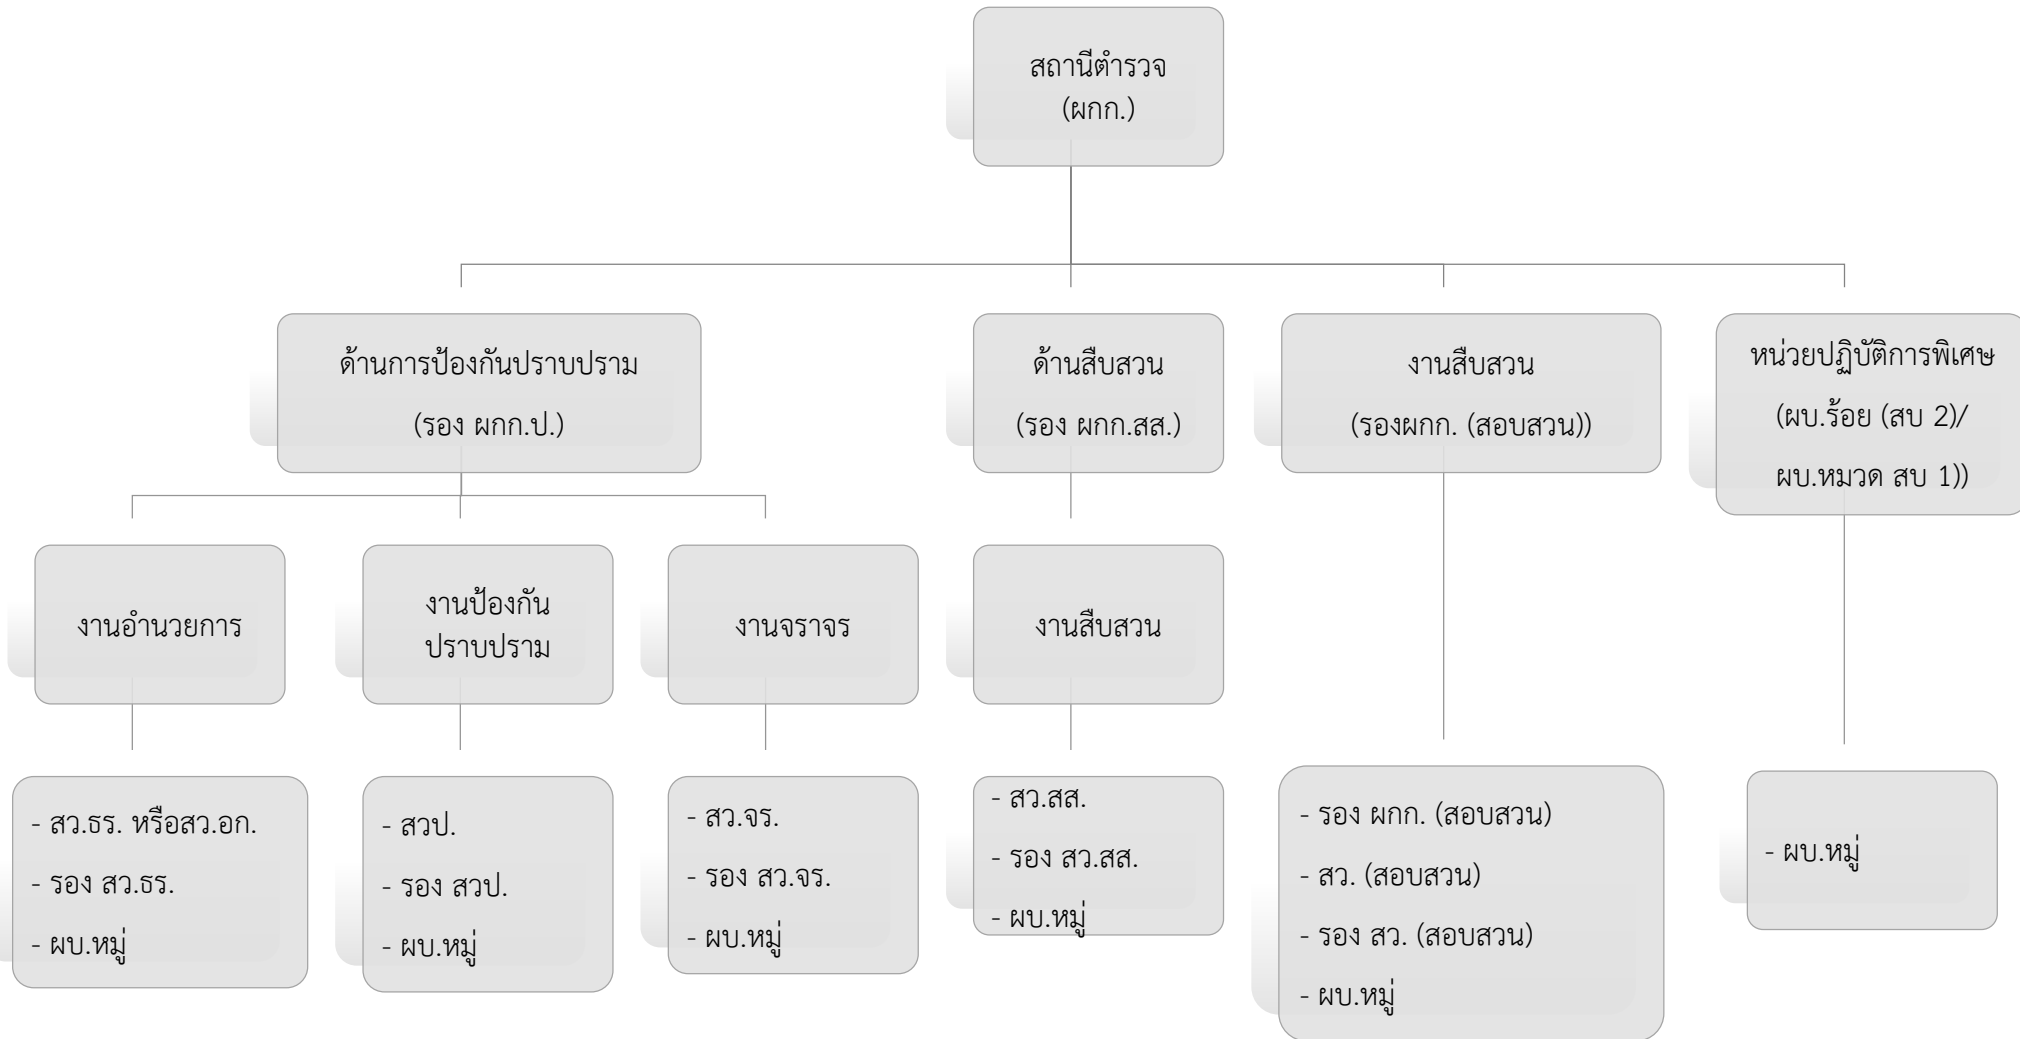 สถานีตำรวจ
(ผกก.)
ด้านการป้องกันปราบปราม
(รอง ผกก.ป.)
ด้านสืบสวน
(รอง ผกก.สส.)
งานสืบสวน
(รองผกก. (สอบสวน))
หน่วยปฏิบัติการพิเศษ
(ผบ.ร้อย (สบ 2)/
ผบ.หมวด สบ 1))
งานอำนวยการ
งานป้องกัน
ปราบปราม
งานจราจร
งานสืบสวน
- สว.ธร. หรือสว.อก.
- รอง สว.ธร.
- ผบ.หมู่
- สวป.
- รอง สวป.
- ผบ.หมู่
- สว.จร.
- รอง สว.จร.
- ผบ.หมู่
- สว.สส.
- รอง สว.สส.
- ผบ.หมู่
- รอง ผกก. (สอบสวน)
- สว. (สอบสวน)
- รอง สว. (สอบสวน)
- ผบ.หมู่
- ผบ.หมู่